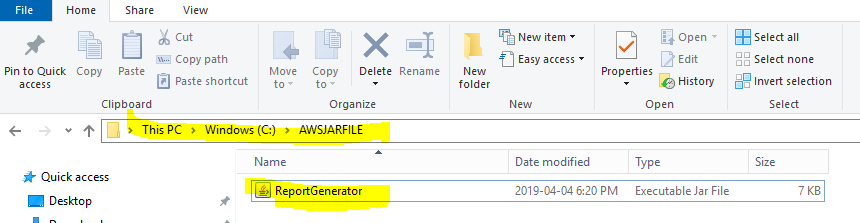 File Home Share View
Pin to Quick access
Copy
Paste
Cut
Copy path
Paste shortcut
Clipboard
Move to
Copy to
Delete
Rename
Organize
New folder
New item
Easy access
New
Properties
Open
Edit
History
Open
Select all
Select none
Invert selection
Select
This PC Windows (C:) AWSJARFILE
Quick access
Desktop
Name Date modified Type Size
ReportGenerator 2019-04-04 6:20 PM Executable Jar File 7 KB